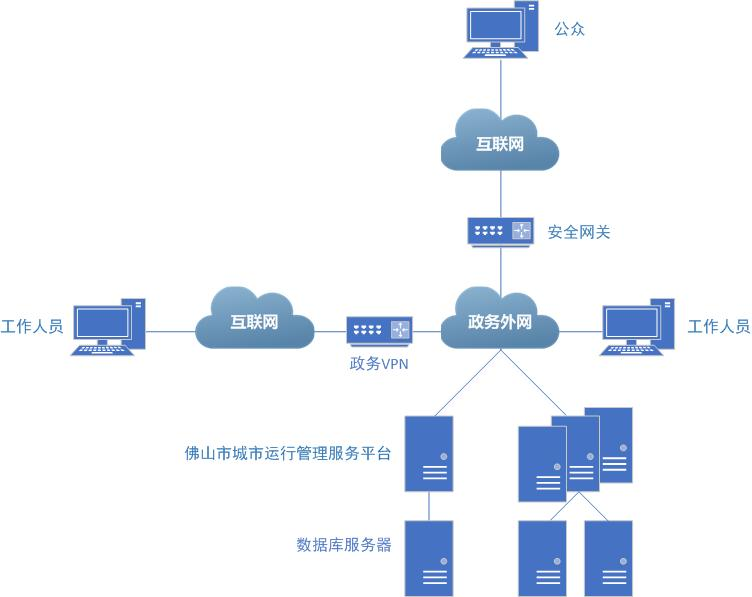 公众
互联网
安全网关
工作人员
互联网
政务VPN
政务外网
工作人员
佛山市城市运行管理服务平台
数据库服务器